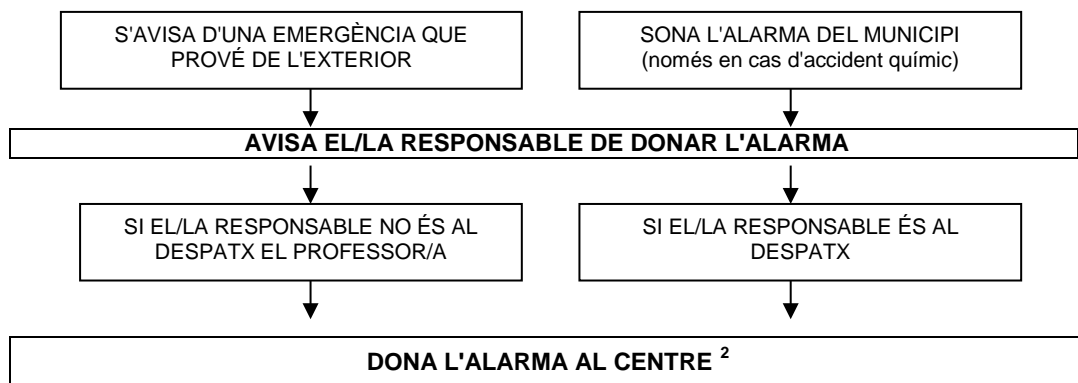 S'AVISA D'UNA EMERGÈNCIA QUE
PROVÉ DE L'EXTERIOR
SONA L'ALARMA DEL MUNICIPI
(només en cas d'accident químic)
AVISA EL/LA RESPONSABLE DE DONAR L'ALARMA
SI EL/LA RESPONSABLE NO ÉS AL
DESPATX EL PROFESSOR/A
SI EL/LA RESPONSABLE ÉS AL
DESPATX
DONA L'ALARMA AL CENTRE ²